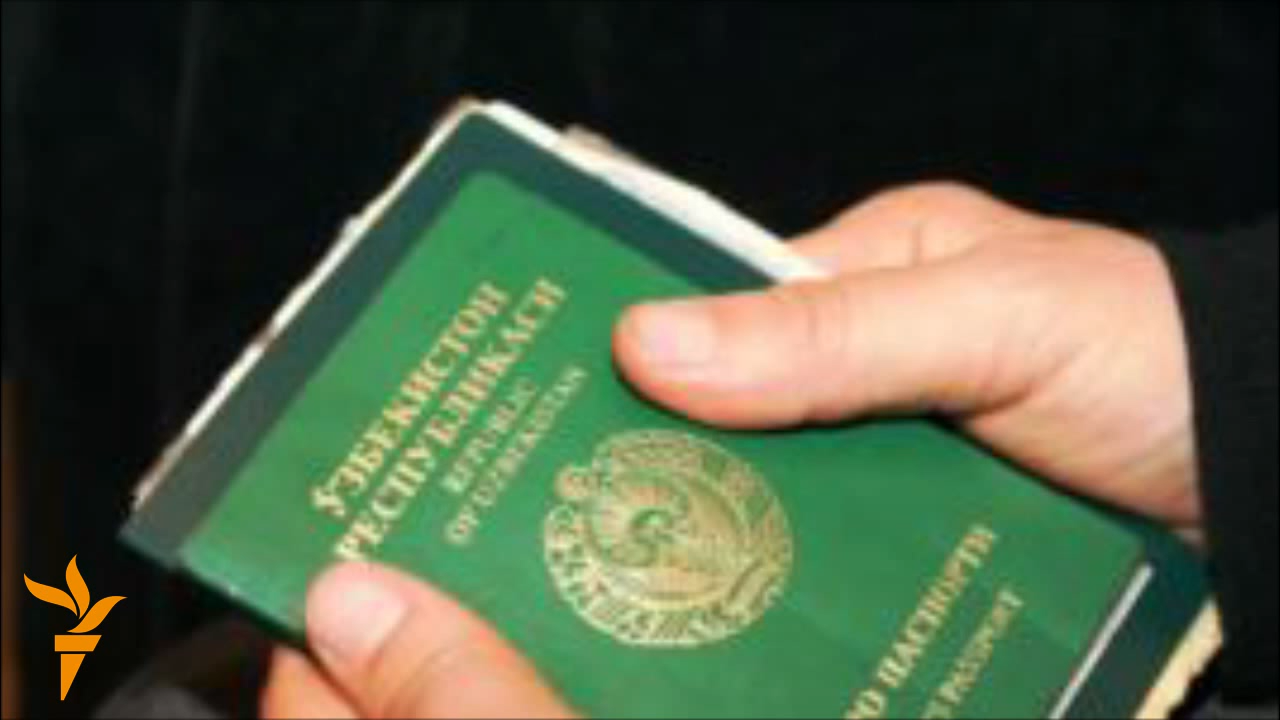 ЎЗБЕКИСТОН
РЕСПУБЛИКАСИ
REPUBLIC
OF UZBEKISTAN
ПАСПОРТИ
PASSPORT